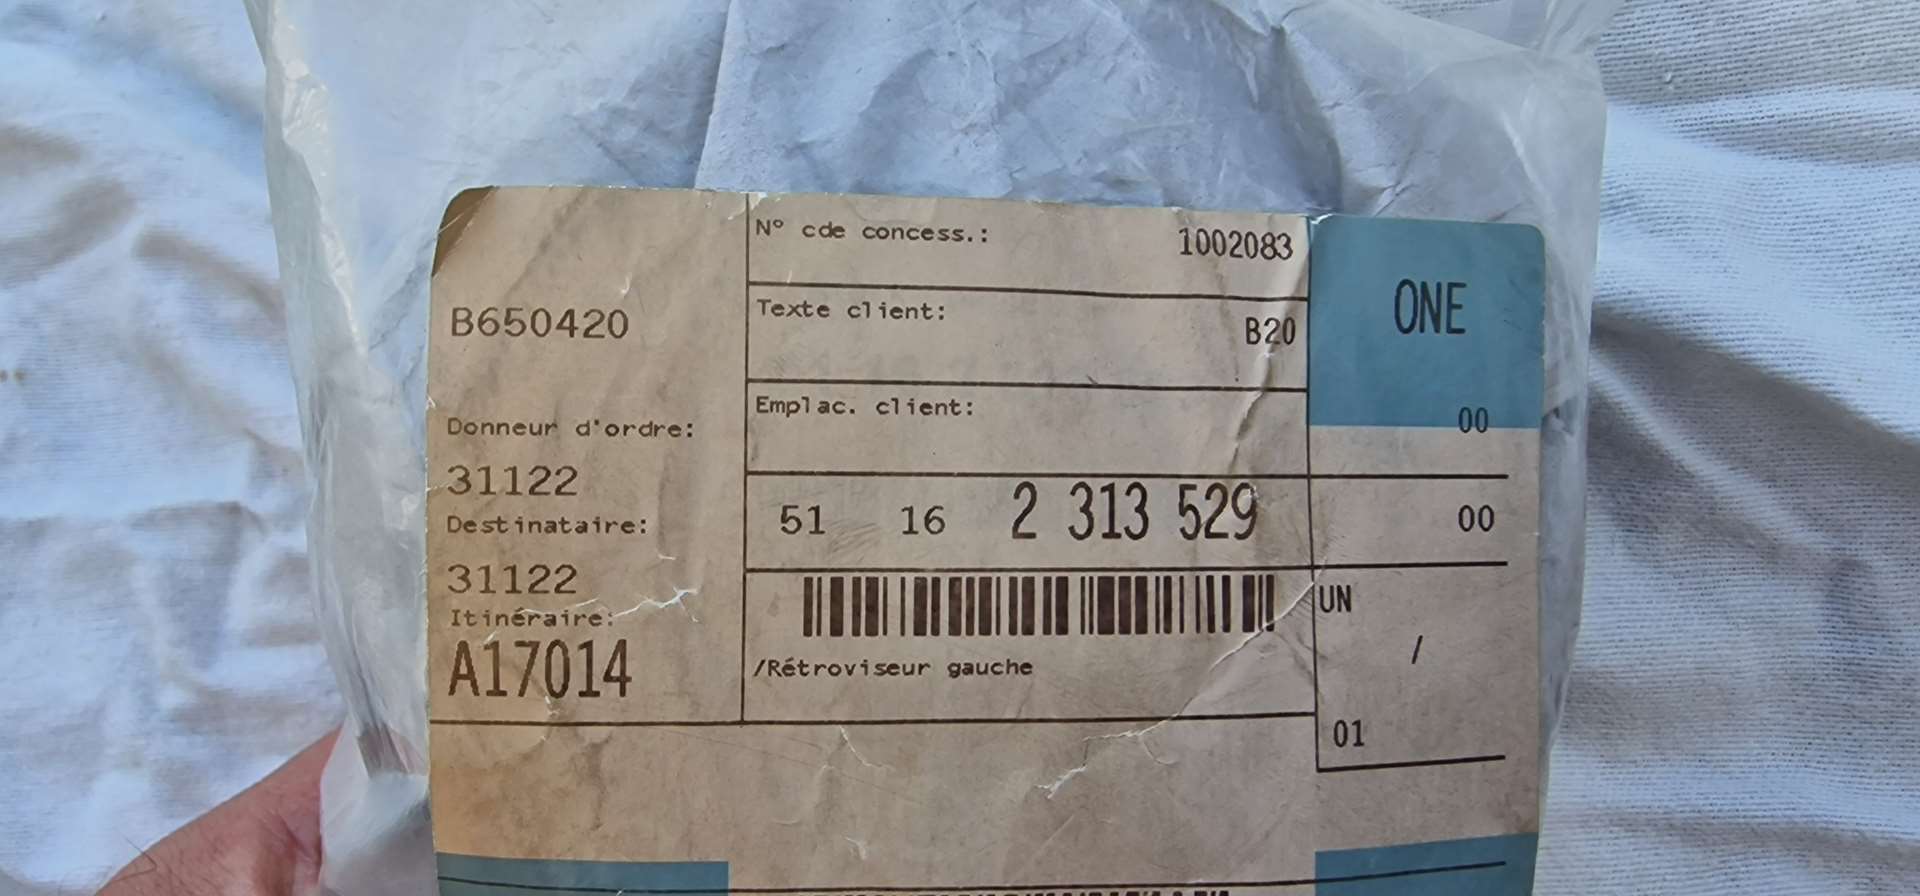 B650420
Donneur d'ordre:
31122
Destinataire:
31122
Itinéraire:
A17014
N° cde concess.: 1002083
Texte client: B20
Emplac. client:
51 16 2 313 529
/Rétroviseur gauche
ONE
00
00
UN
/
01